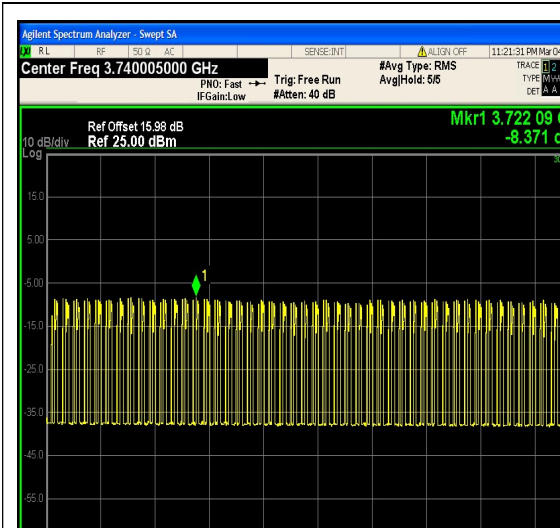 Agilent Spectrum Analyzer - Swept SA
RL RF 50 Ω AC SENSE:INT ALIGN OFF 11:21:31 PM Mar 04
Center Freq 3.740005000 GHz
PNO: Fast
IFGain:Low
Trig: Free Run
#Atten: 40 dB
#Avg Type: RMS
Avg|Hold: 5/5
TRACE 1 2
TYPE M
DET A A
Mkr1 3.722 09
-8.371 d
Ref Offset 15.98 dB
Ref 25.00 dBm
10 dB/div
Log
1
15.0
5.00
-5.00
-15.0
-25.0
-35.0
-45.0
-55.0